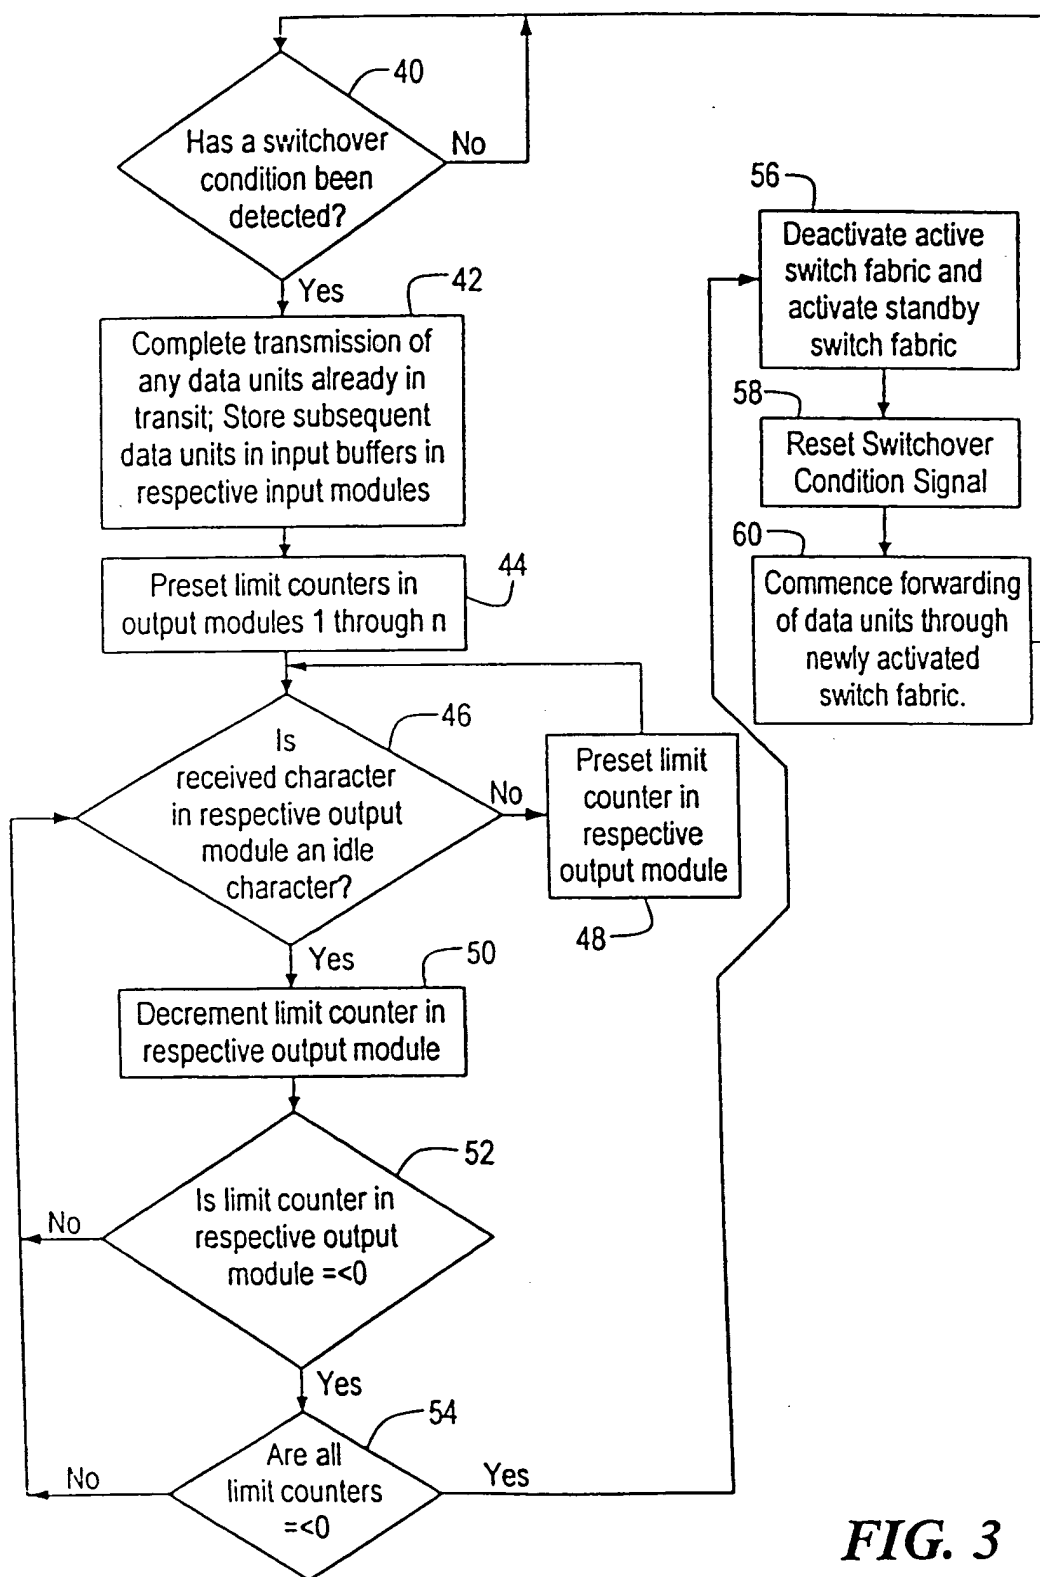 40
Has a switchover
condition been
detected?
No
Yes
42
Complete transmission of
any data units already in
transit; Store subsequent
data units in input buffers in
respective input modules
44
Preset limit counters in
output modules 1 through n
46
Is
received character
in respective output
module an idle
character?
No
Preset limit
counter in
respective
output module
48
Yes
50
Decrement limit counter in
respective output module
52
Is limit counter in
respective output
module =<0
No
Yes
54
Are all
limit counters
=<0
No
Yes
56
Deactivate active
switch fabric and
activate standby
switch fabric
58
Reset Switchover
Condition Signal
60
Commence forwarding
of data units through
newly activated
switch fabric.
FIG. 3